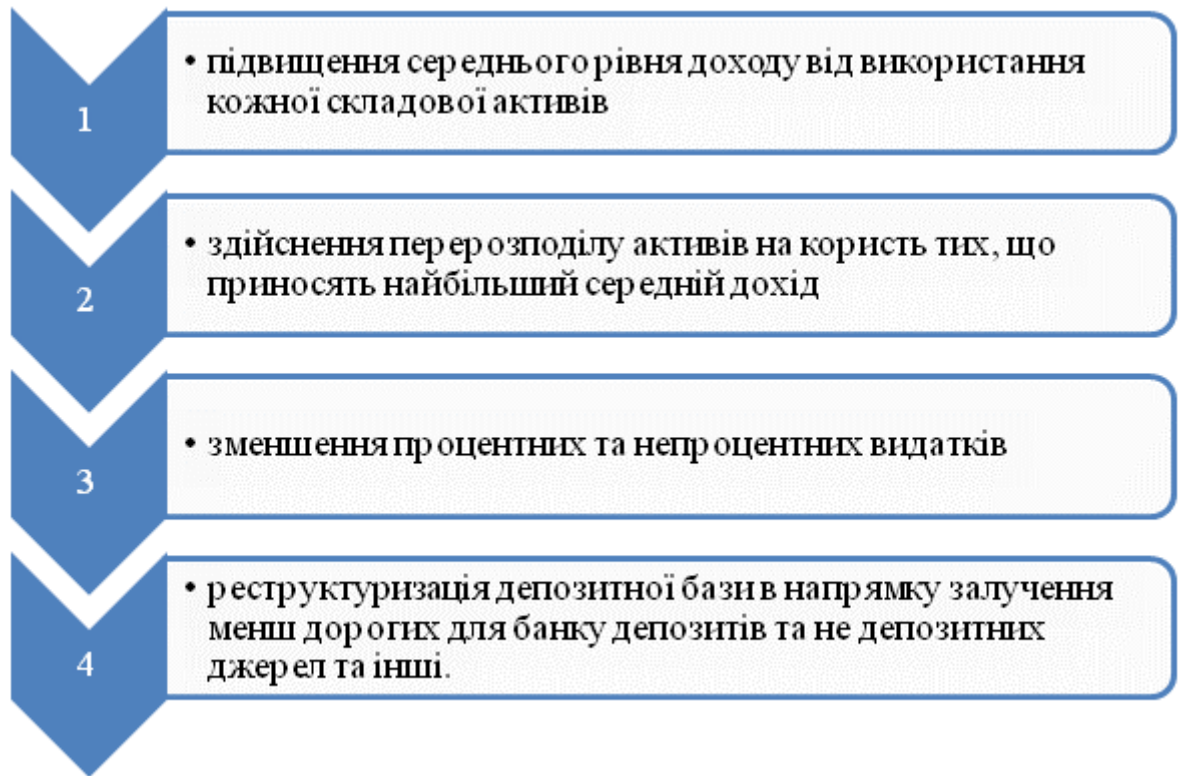 1
• підвищення середнього рівня доходу від використання
кожної складової активів
2
• здійснення перерозподілу активів на користь тих, що
приносять найбільший середній дохід
3
• зменшення процентних та непроцентних видатків
4
• реструктуризація депозитної бази в напрямку залучення
менш дорогих для банку депозитів та не депозитних
джерел та інші.